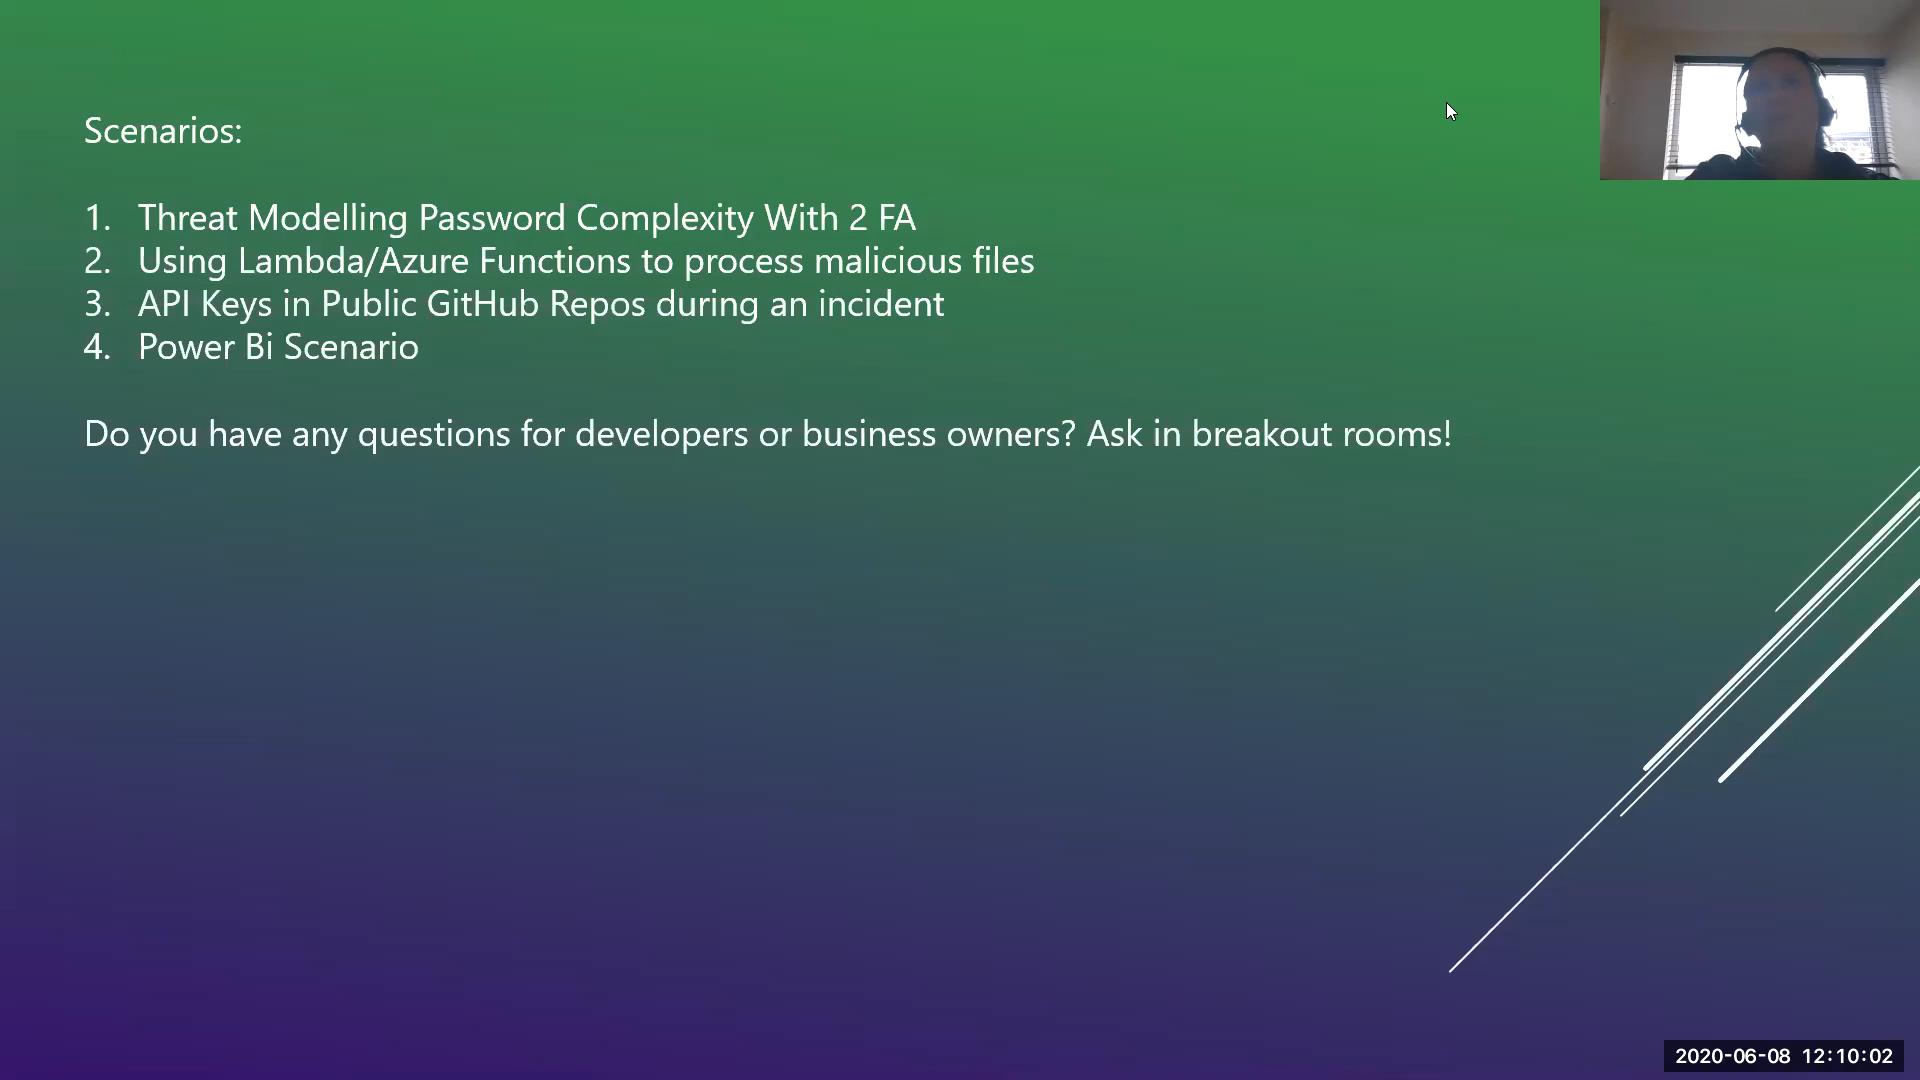 Scenarios:
1. Threat Modelling Password Complexity With 2 FA
2. Using Lambda/Azure Functions to process malicious files
3. API Keys in Public GitHub Repos during an incident
4. Power Bi Scenario
Do you have any questions for developers or business owners? Ask in breakout rooms!
2020-06-08 12:10:02